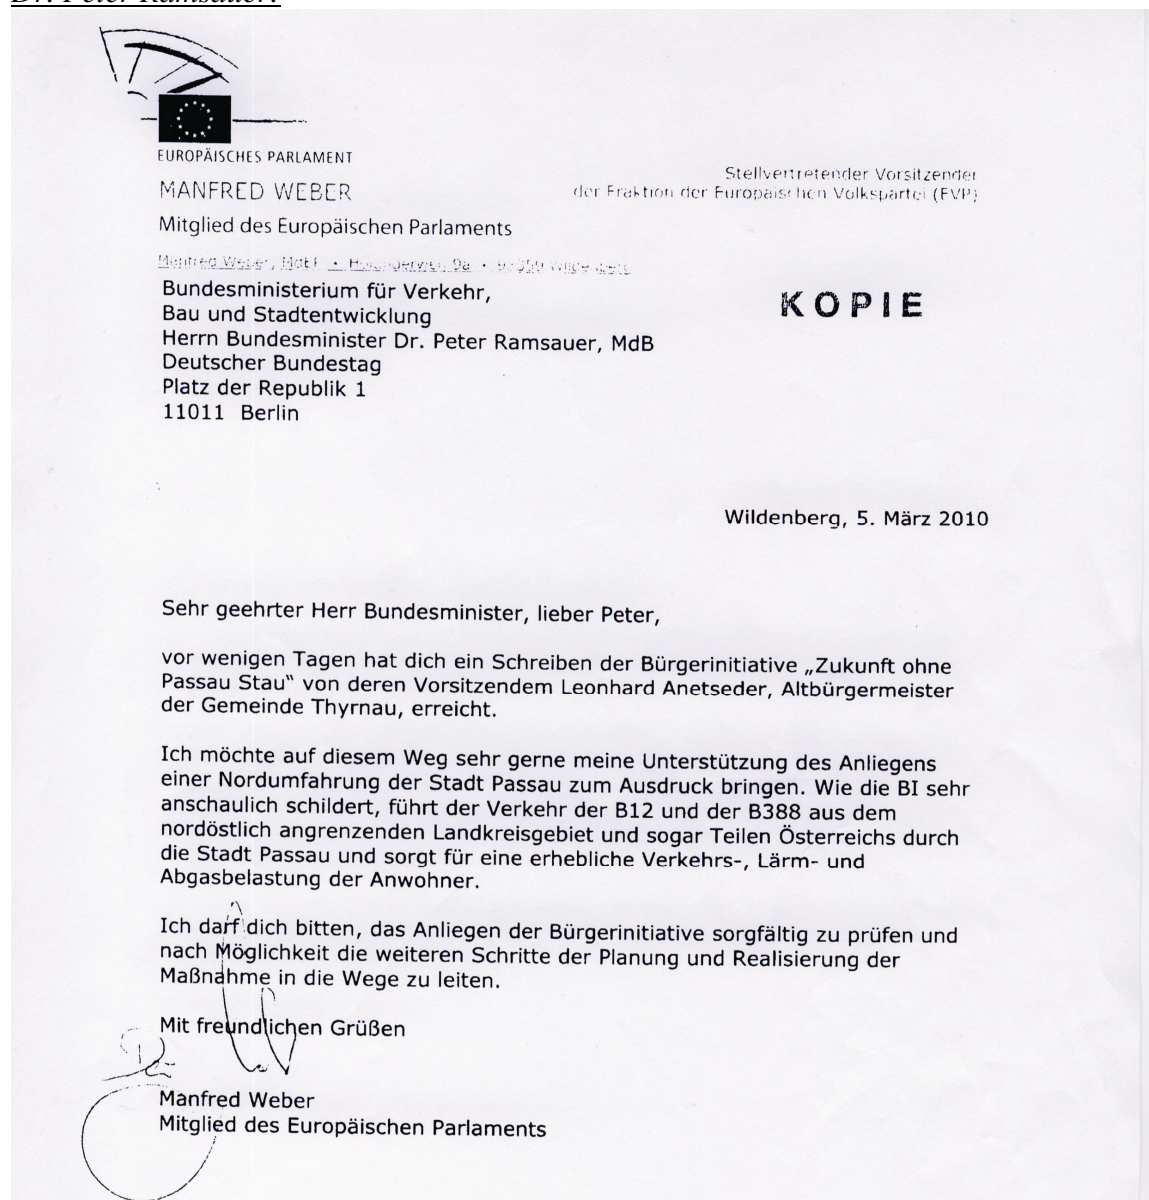 Dr. Peter Ramsauer:
EUROPÄISCHES PARLAMENT
MANFRED WEBER
Mitglied des Europäischen Parlaments
Stellvertretender Vorsitzender
der Fraktion der Europäischen Volkspartei (EVP)
Manfred Weber, MdEP • 9a •
Bundesministerium für Verkehr,
Bau und Stadtentwicklung
Herrn Bundesminister Dr. Peter Ramsauer, MdB
Deutscher Bundestag
Platz der Republik 1
11011 Berlin
KOPIE
Wildenberg, 5. März 2010
Sehr geehrter Herr Bundesminister, lieber Peter,
vor wenigen Tagen hat dich ein Schreiben der Bürgerinitiative „Zukunft ohne
Passau Stau“ von deren Vorsitzendem Leonhard Anetseder, Altbürgermeister
der Gemeinde Thyrnau, erreicht.
Ich möchte auf diesem Weg sehr gerne meine Unterstützung des Anliegens
einer Nordumfahrung der Stadt Passau zum Ausdruck bringen. Wie die BI sehr
anschaulich schildert, führt der Verkehr der B12 und der B388 aus dem
nordöstlich angrenzenden Landkreisgebiet und sogar Teilen Österreichs durch
die Stadt Passau und sorgt für eine erhebliche Verkehrs-, Lärm- und
Abgasbelastung der Anwohner.
Ich darf dich bitten, das Anliegen der Bürgerinitiative sorgfältig zu prüfen und
nach Möglichkeit die weiteren Schritte der Planung und Realisierung der
Maßnahme in die Wege zu leiten.
Mit freundlichen Grüßen
Manfred Weber
Mitglied des Europäischen Parlaments